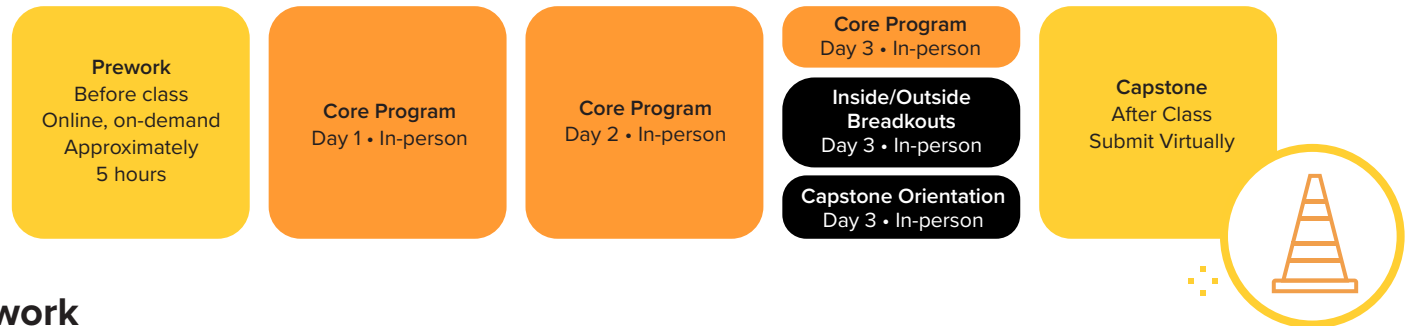 Prework
Before class
Online, on-demand
Approximately
5 hours
Core Program
Day 1 • In-person
Core Program
Day 2 • In-person
Core Program
Day 3 • In-person
Inside/Outside
Breadkouts
Day 3 • In-person
Capstone Orientation
Day 3 • In-person
Capstone
After Class
Submit Virtually
work